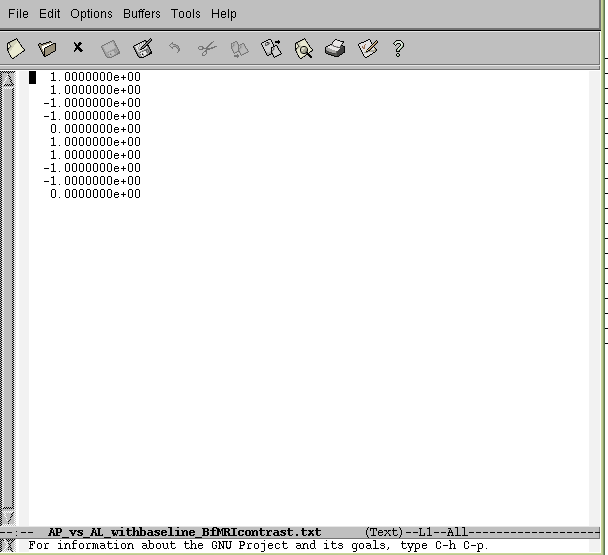 File Edit Options Buffers Tools Help
1.0000000e+00
1.0000000e+00
-1.0000000e+00
-1.0000000e+00
0.0000000e+00
1.0000000e+00
1.0000000e+00
-1.0000000e+00
-1.0000000e+00
0.0000000e+00
-:-- AP_vs_AL_withbaseline_BfMRIcontrast.txt (Text)--L1--All--------------------
For information about the GNU Project and its goals, type C-h C-p.